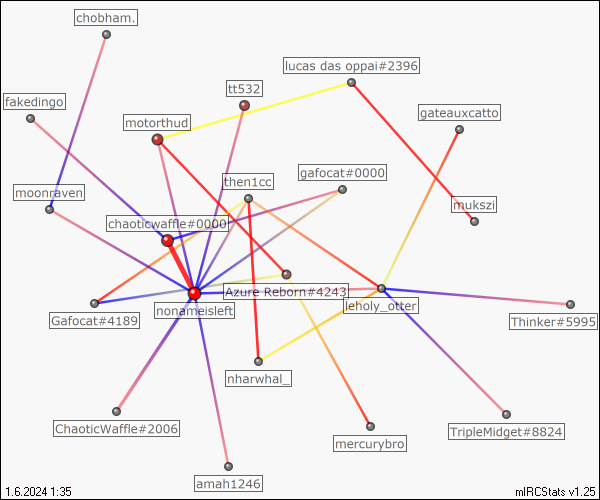 chobham.
lucas das oppai#2396
tt532
fakedingo
motorthud
gateauxcatto
gafocat#0000
then1cc
moonraven
mukszi
chaoticwaffle#0000
Azure Reborn#4243
nonameisleft
leholy_otter
Gafocat#4189
Thinker#5995
nharwhal_
ChaoticWaffle#2006
TripleMidget#8824
mercurybro
amah1246
1.6.2024 1:35
mIRCStats v1.25